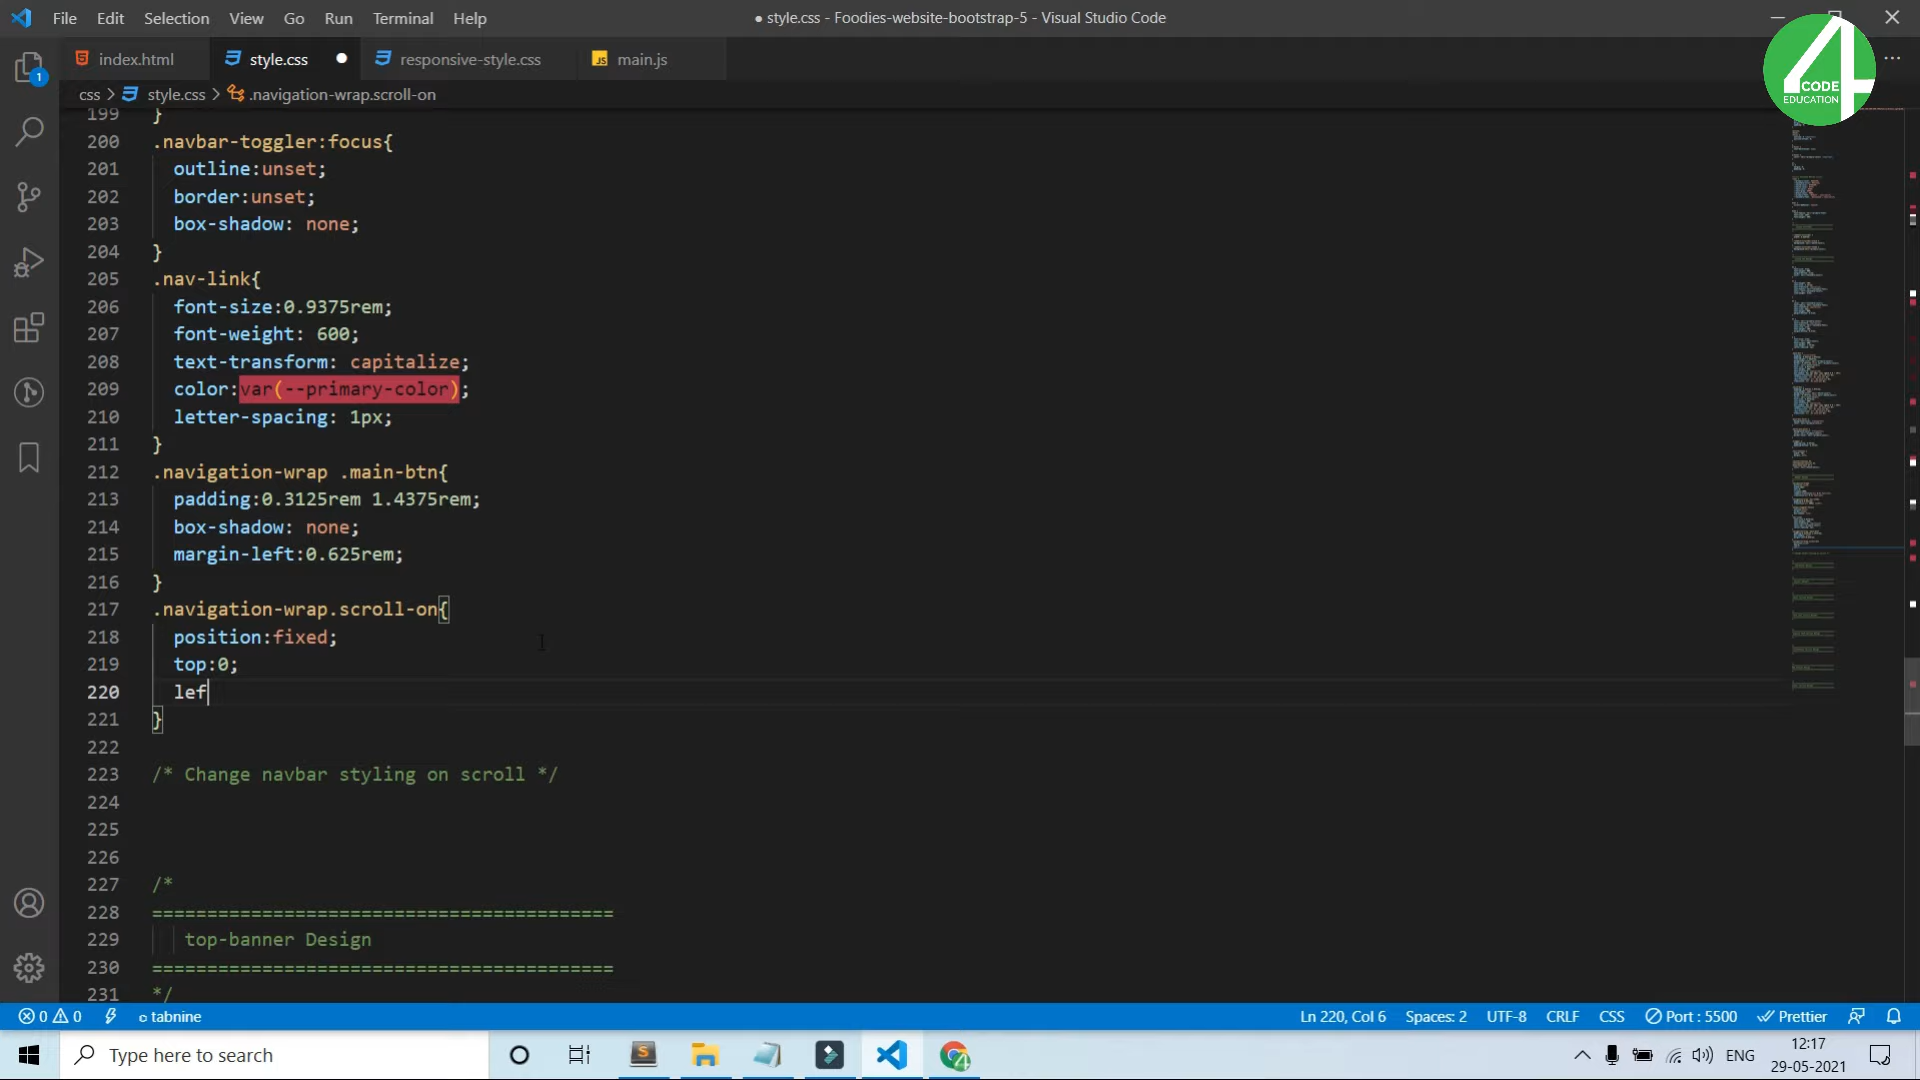 File Edit Selection View Go Run Terminal Help
● style.css - Foodies-website-bootstrap-5 - Visual Studio Code
index.html style.css responsive-style.css JS main.js
4 CODE EDUCATION
css > style.css > .navigation-wrap.scroll-on
1
199 }
200 .navbar-toggler:focus{
201 outline:unset;
202 border:unset;
203 box-shadow: none;
204 }
205 .nav-link{
206 font-size:0.9375rem;
207 font-weight: 600;
208 text-transform: capitalize;
209 color:var(--primary-color);
210 letter-spacing: 1px;
211 }
212 .navigation-wrap .main-btn{
213 padding:0.3125rem 1.4375rem;
214 box-shadow: none;
215 margin-left:0.625rem;
216 }
217 .navigation-wrap.scroll-on{
218 position:fixed;
219 top:0;
220 lef
221 }
222
223 /* Change navbar styling on scroll */
224
225
226
227 /*
228 ==========================================
229 top-banner Design
230 ==========================================
231 */
0 0 tabnine Ln 220, Col 6 Spaces: 2 UTF-8 CRLF CSS Port : 5500 Prettier
Type here to search
ENG 12:17
29-05-2021